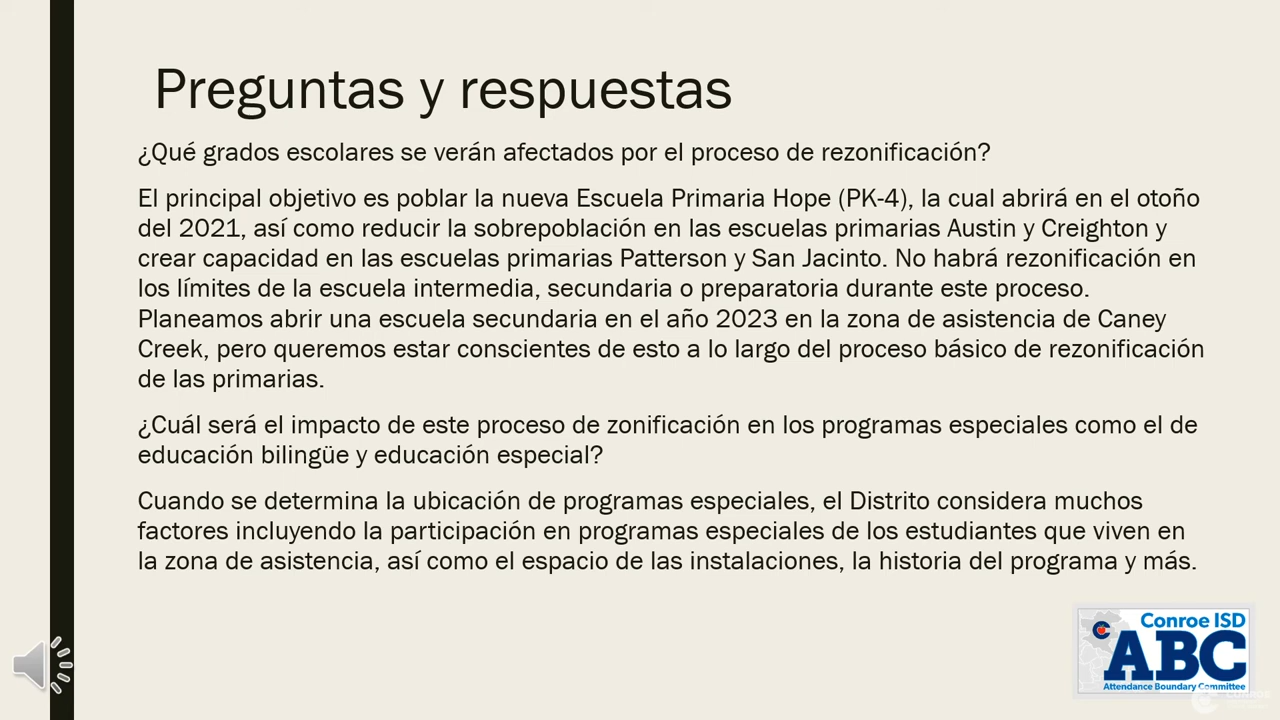 Preguntas y respuestas
¿Qué grados escolares se verán afectados por el proceso de rezonificación?
El principal objetivo es poblar la nueva Escuela Primaria Hope (PK-4), la cual abrirá en el otoño
del 2021, así como reducir la sobrepoblación en las escuelas primarias Austin y Creighton y
crear capacidad en las escuelas primarias Patterson y San Jacinto. No habrá rezonificación en
los límites de la escuela intermedia, secundaria o preparatoria durante este proceso.
Planeamos abrir una escuela secundaria en el año 2023 en la zona de asistencia de Caney
Creek, pero queremos estar conscientes de esto a lo largo del proceso básico de rezonificación
de las primarias.
¿Cuál será el impacto de este proceso de zonificación en los programas especiales como el de
educación bilingüe y educación especial?
Cuando se determina la ubicación de programas especiales, el Distrito considera muchos
factores incluyendo la participación en programas especiales de los estudiantes que viven en
la zona de asistencia, así como el espacio de las instalaciones, la historia del programa y más.
Conroe ISD
ABC
Attendance Boundary Committee